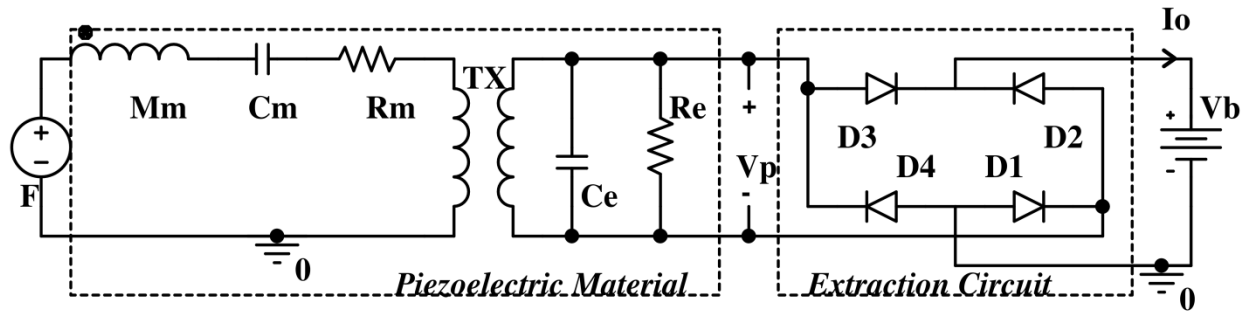 Io
TX
Mm Cm Rm Re D3 D2 Vb
+
-
F
+
Vp
-
Ce
D4 D1
+
-
0
0
Piezoelectric Material
Extraction Circuit